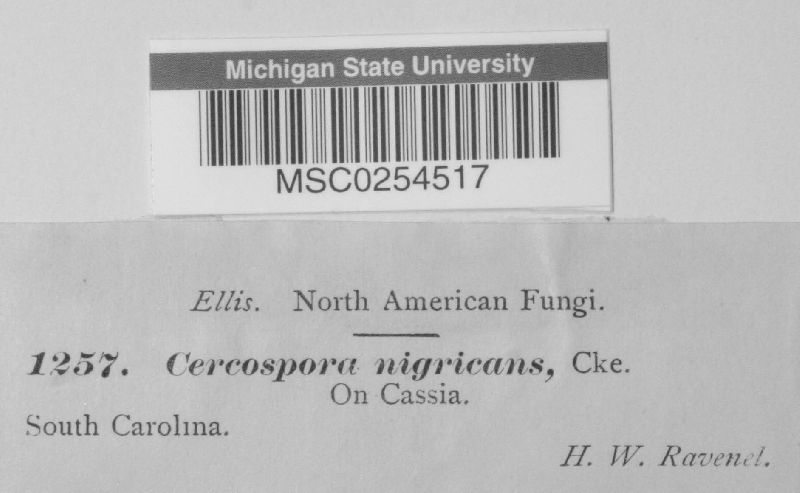 Michigan State University
MSC0254517
Ellis. North American Fungi.
1257. Cercospora nigricans, Cke.
On Cassia.
South Carolina.
H. W. Ravenel.